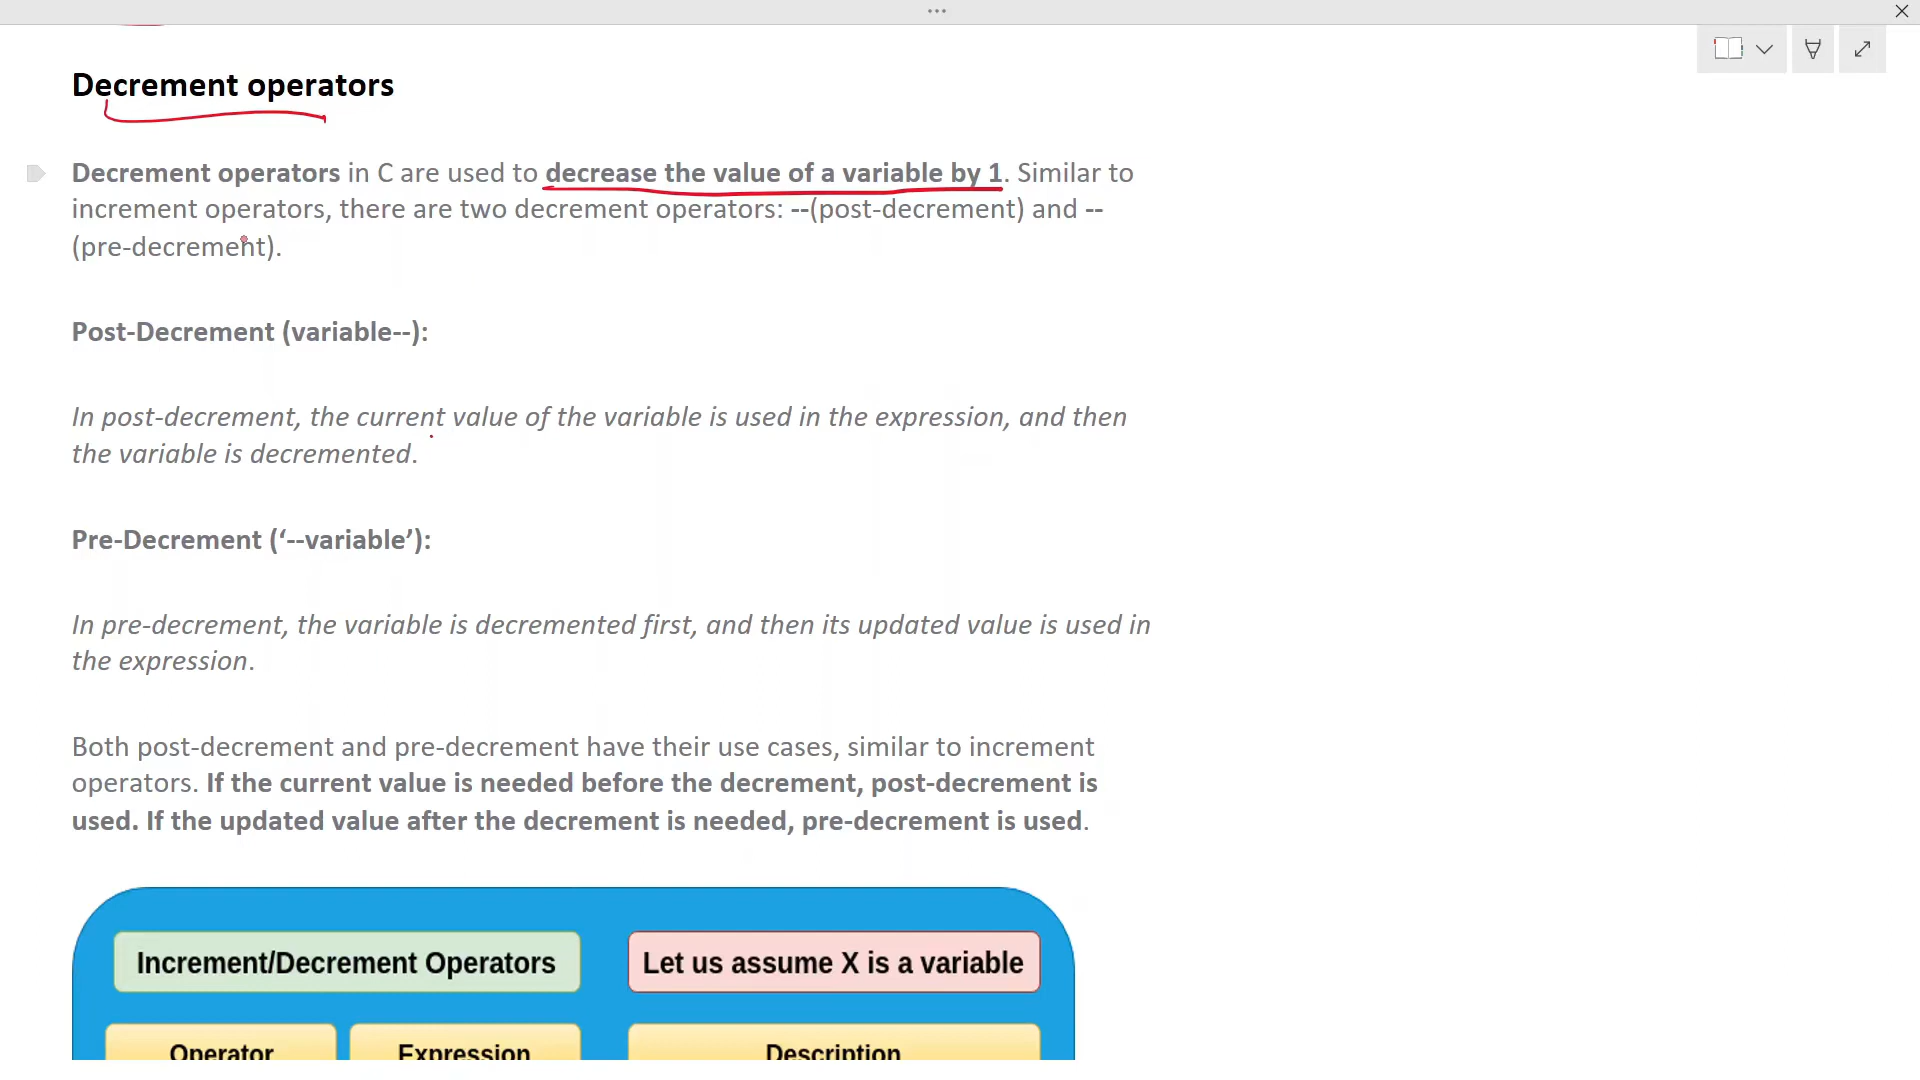 Decrement operators
Decrement operators in C are used to decrease the value of a variable by 1. Similar to
increment operators, there are two decrement operators: --(post-decrement) and --
(pre-decrement).
Post-Decrement (variable--):
In post-decrement, the current value of the variable is used in the expression, and then
the variable is decremented.
Pre-Decrement (‘--variable’):
In pre-decrement, the variable is decremented first, and then its updated value is used in
the expression.
Both post-decrement and pre-decrement have their use cases, similar to increment
operators. If the current value is needed before the decrement, post-decrement is
used. If the updated value after the decrement is needed, pre-decrement is used.
Increment/Decrement Operators
Let us assume X is a variable
Operator
Expression
Description